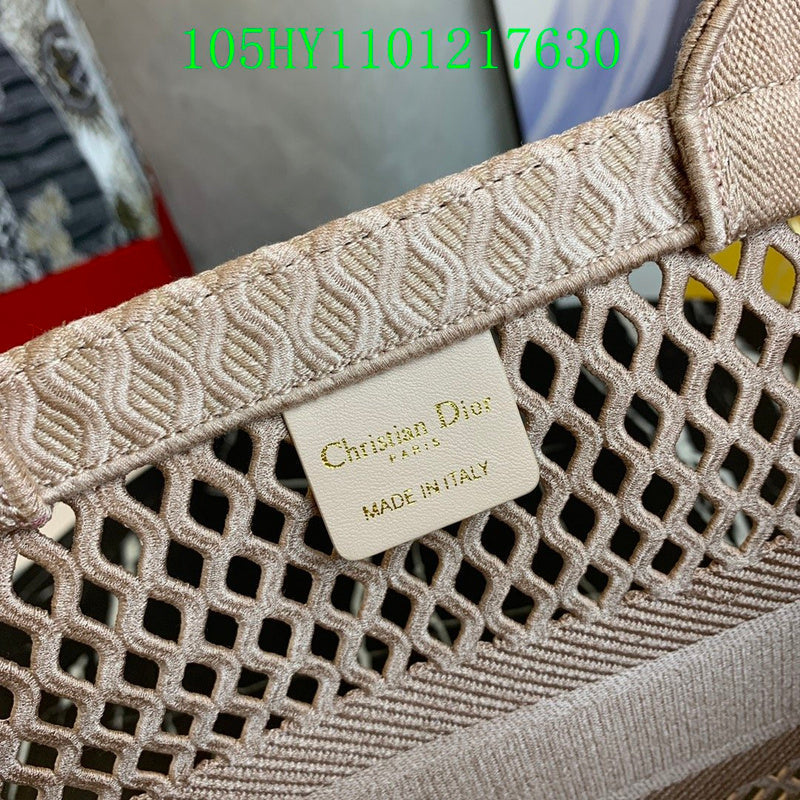 105HY1101217630
Christian Dior
PARIS
MADE IN ITALY